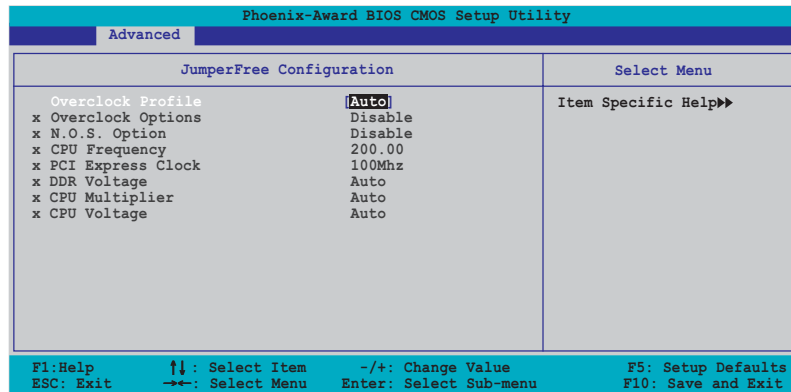 Phoenix-Award BIOS CMOS Setup Utility
Advanced
JumperFree Configuration
Select Menu
Overclock Profile [Auto]
Item Specific Help▶▶
x Overclock Options Disable
x N.O.S. Option Disable
x CPU Frequency 200.00
x PCI Express Clock 100Mhz
x DDR Voltage Auto
x CPU Multiplier Auto
x CPU Voltage Auto
F1:Help ↑↓: Select Item -/+: Change Value F5: Setup Defaults
ESC: Exit →←: Select Menu Enter: Select Sub-menu F10: Save and Exit